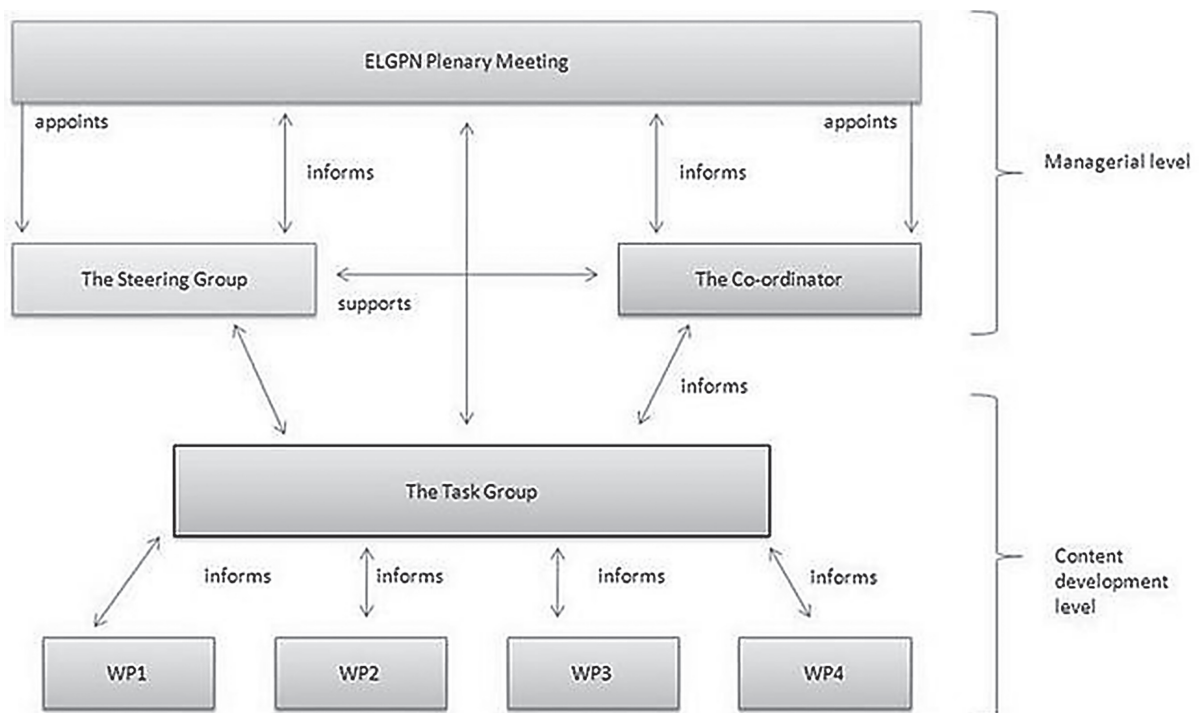 ELGPN Plenary Meeting
appoints
appoints
informs
informs
Managerial level
The Steering Group
The Co-ordinator
supports
informs
The Task Group
informs
informs
informs
informs
Content
development
level
WP1
WP2
WP3
WP4